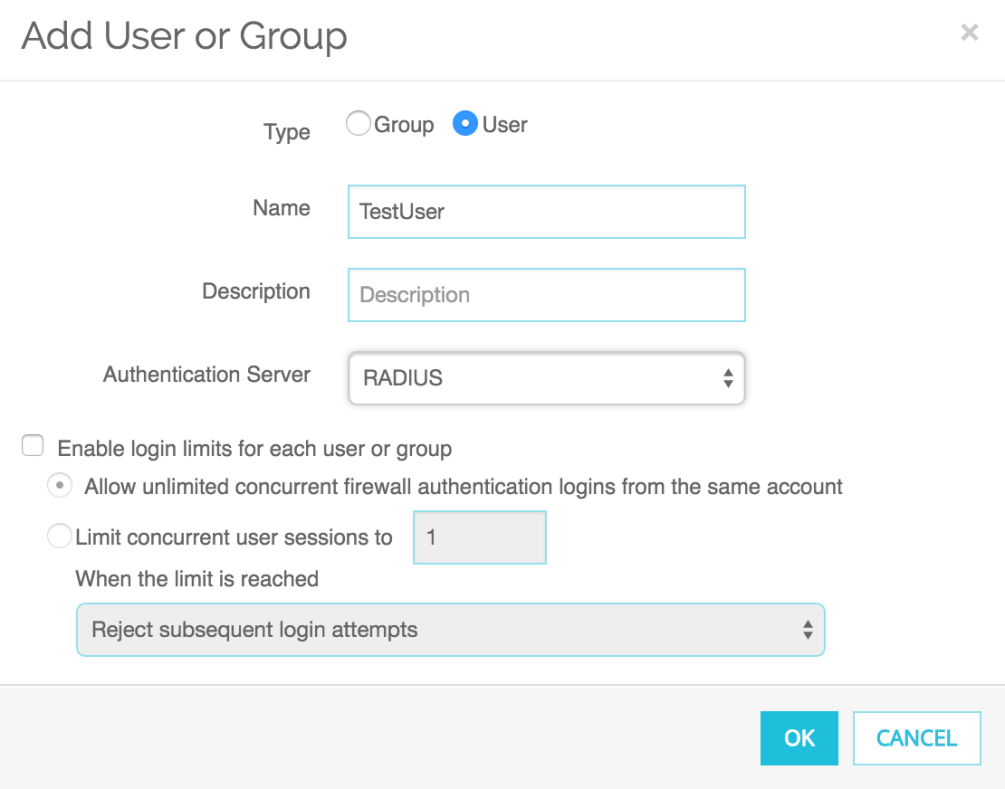 Add User or Group ×
Type Group User
Name TestUser
Description Description
Authentication Server RADIUS
Enable login limits for each user or group
Allow unlimited concurrent firewall authentication logins from the same account
Limit concurrent user sessions to 1
When the limit is reached
Reject subsequent login attempts
OK CANCEL